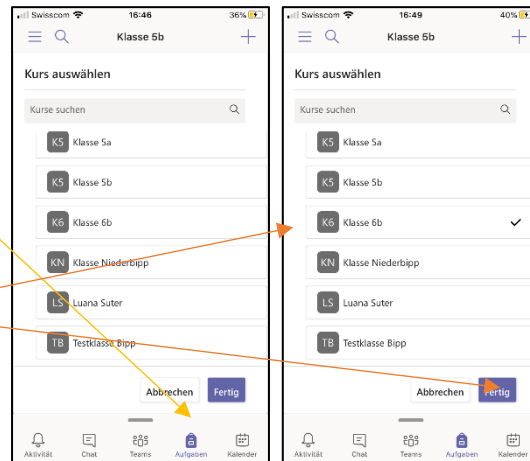 Swisscom 16:46 36%
Klasse 5b
Kurs auswählen
Kurse suchen
K5 Klasse 5a
K5 Klasse 5b
K6 Klasse 6b
KN Klasse Niederbipp
LS Luana Suter
TB Testklasse Bipp
Abbrechen Fertig
Aktivität Chat Teams Aufgaben Kalender
Swisscom 16:49 40%
Klasse 5b
Kurs auswählen
Kurse suchen
K5 Klasse 5a
K5 Klasse 5b
K6 Klasse 6b
KN Klasse Niederbipp
LS Luana Suter
TB Testklasse Bipp
Abbrechen Fertig
Aktivität Chat Teams Aufgaben Kalender